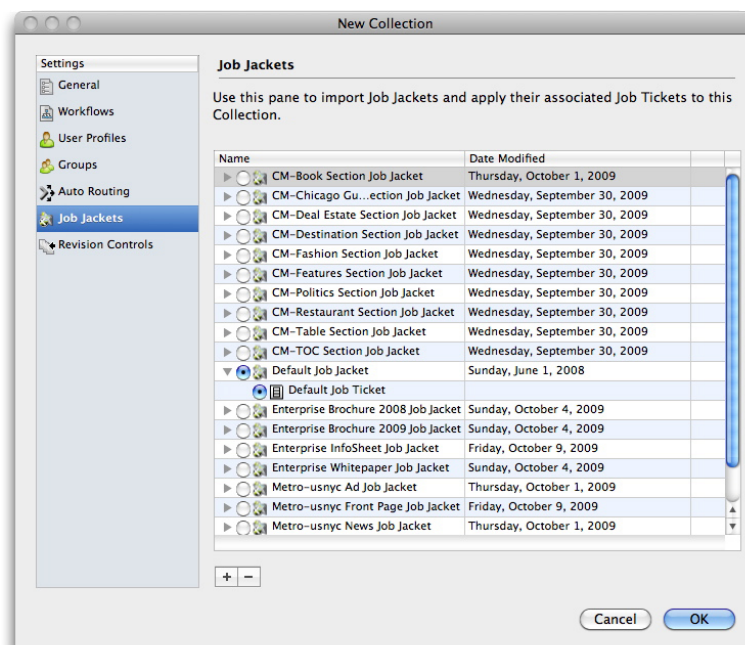 New Collection
Settings
General
Workflows
User Profiles
Groups
Auto Routing
Job Jackets
Revision Controls
Job Jackets
Use this pane to import Job Jackets and apply their associated Job Tickets to this
Collection.
Name Date Modified
CM-Book Section Job Jacket Thursday, October 1, 2009
CM-Chicago Gu...ection Job Jacket Wednesday, September 30, 2009
CM-Deal Estate Section Job Jacket Wednesday, September 30, 2009
CM-Destination Section Job Jacket Wednesday, September 30, 2009
CM-Fashion Section Job Jacket Wednesday, September 30, 2009
CM-Features Section Job Jacket Wednesday, September 30, 2009
CM-Politics Section Job Jacket Wednesday, September 30, 2009
CM-Restaurant Section Job Jacket Wednesday, September 30, 2009
CM-Table Section Job Jacket Wednesday, September 30, 2009
CM-TOC Section Job Jacket Wednesday, September 30, 2009
Default Job Jacket Sunday, June 1, 2008
Default Job Ticket
Enterprise Brochure 2008 Job Jacket Sunday, October 4, 2009
Enterprise Brochure 2009 Job Jacket Sunday, October 4, 2009
Enterprise InfoSheet Job Jacket Friday, October 9, 2009
Enterprise Whitepaper Job Jacket Sunday, October 4, 2009
Metro-usnyc Ad Job Jacket Thursday, October 1, 2009
Metro-usnyc Front Page Job Jacket Friday, October 9, 2009
Metro-usnyc News Job Jacket Thursday, October 1, 2009
+ −
Cancel OK